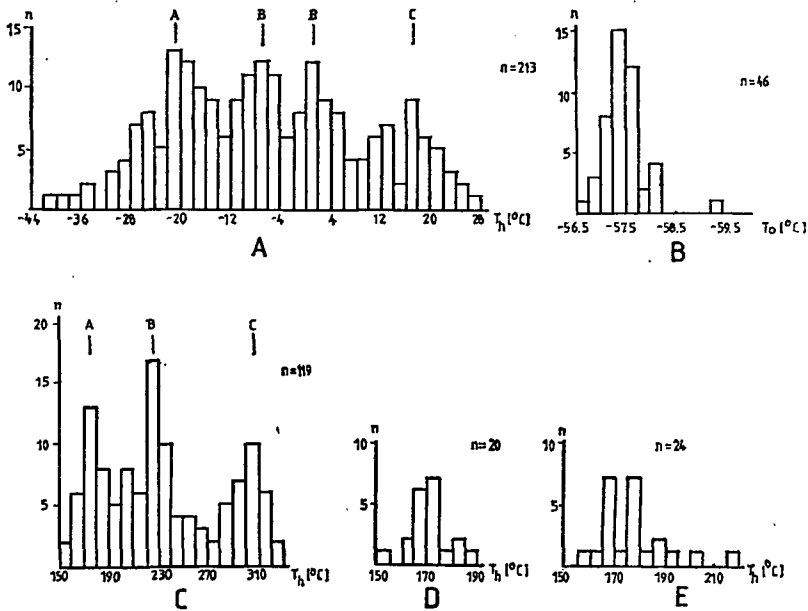 n
15
10
5
A
B
B
C
n=213
-44
-36
-28
-20
-12
-4
4
12
20
28
Th [°C]
A
n
15
10
5
n=46
-56.5
-57.5
-58.5
-59.5
To [°C]
B
n
20
15
10
5
A
B
C
n=119
150
190
230
270
310
Th [°C]
C
n
10
5
n=20
150
170
190
Th [°C]
D
n
10
5
n=24
150
170
190
210
Th [°C]
E